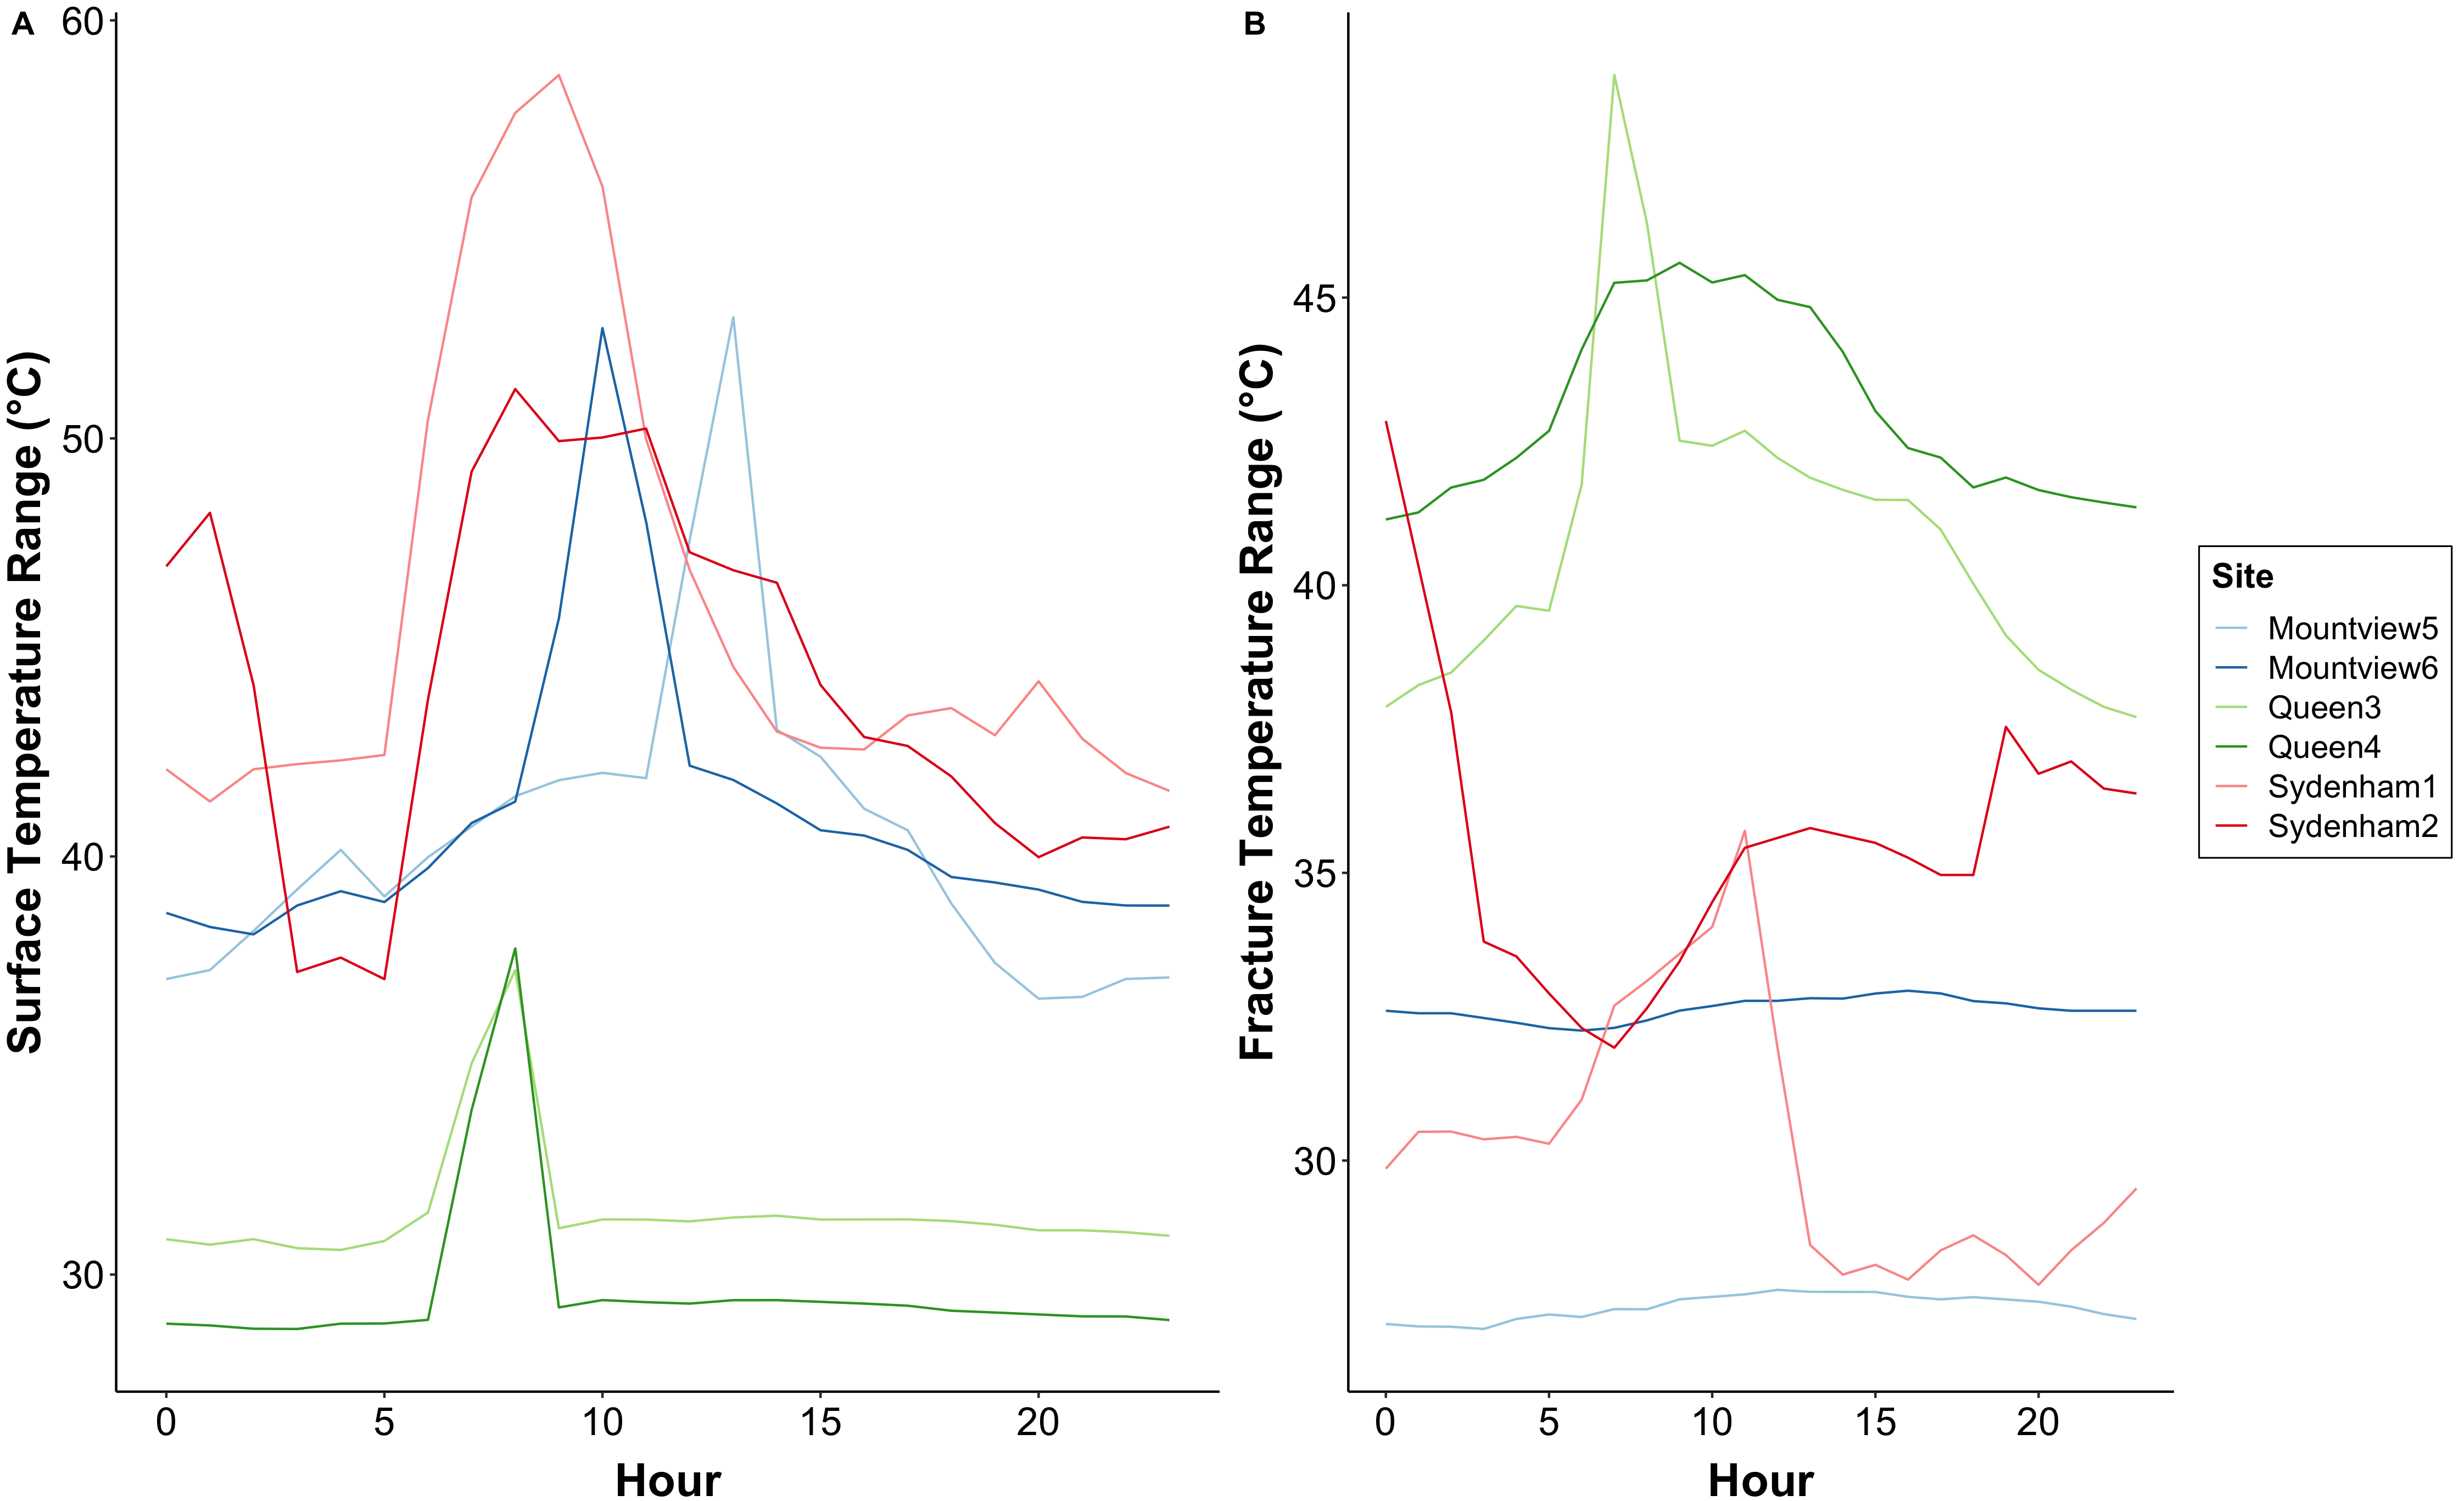 A
Surface Temperature Range (°C)
60
50
40
30
0 5 10 15 20
Hour
B
Fracture Temperature Range (°C)
45
40
35
30
0 5 10 15 20
Hour
Site
Mountview5
Mountview6
Queen3
Queen4
Sydenham1
Sydenham2